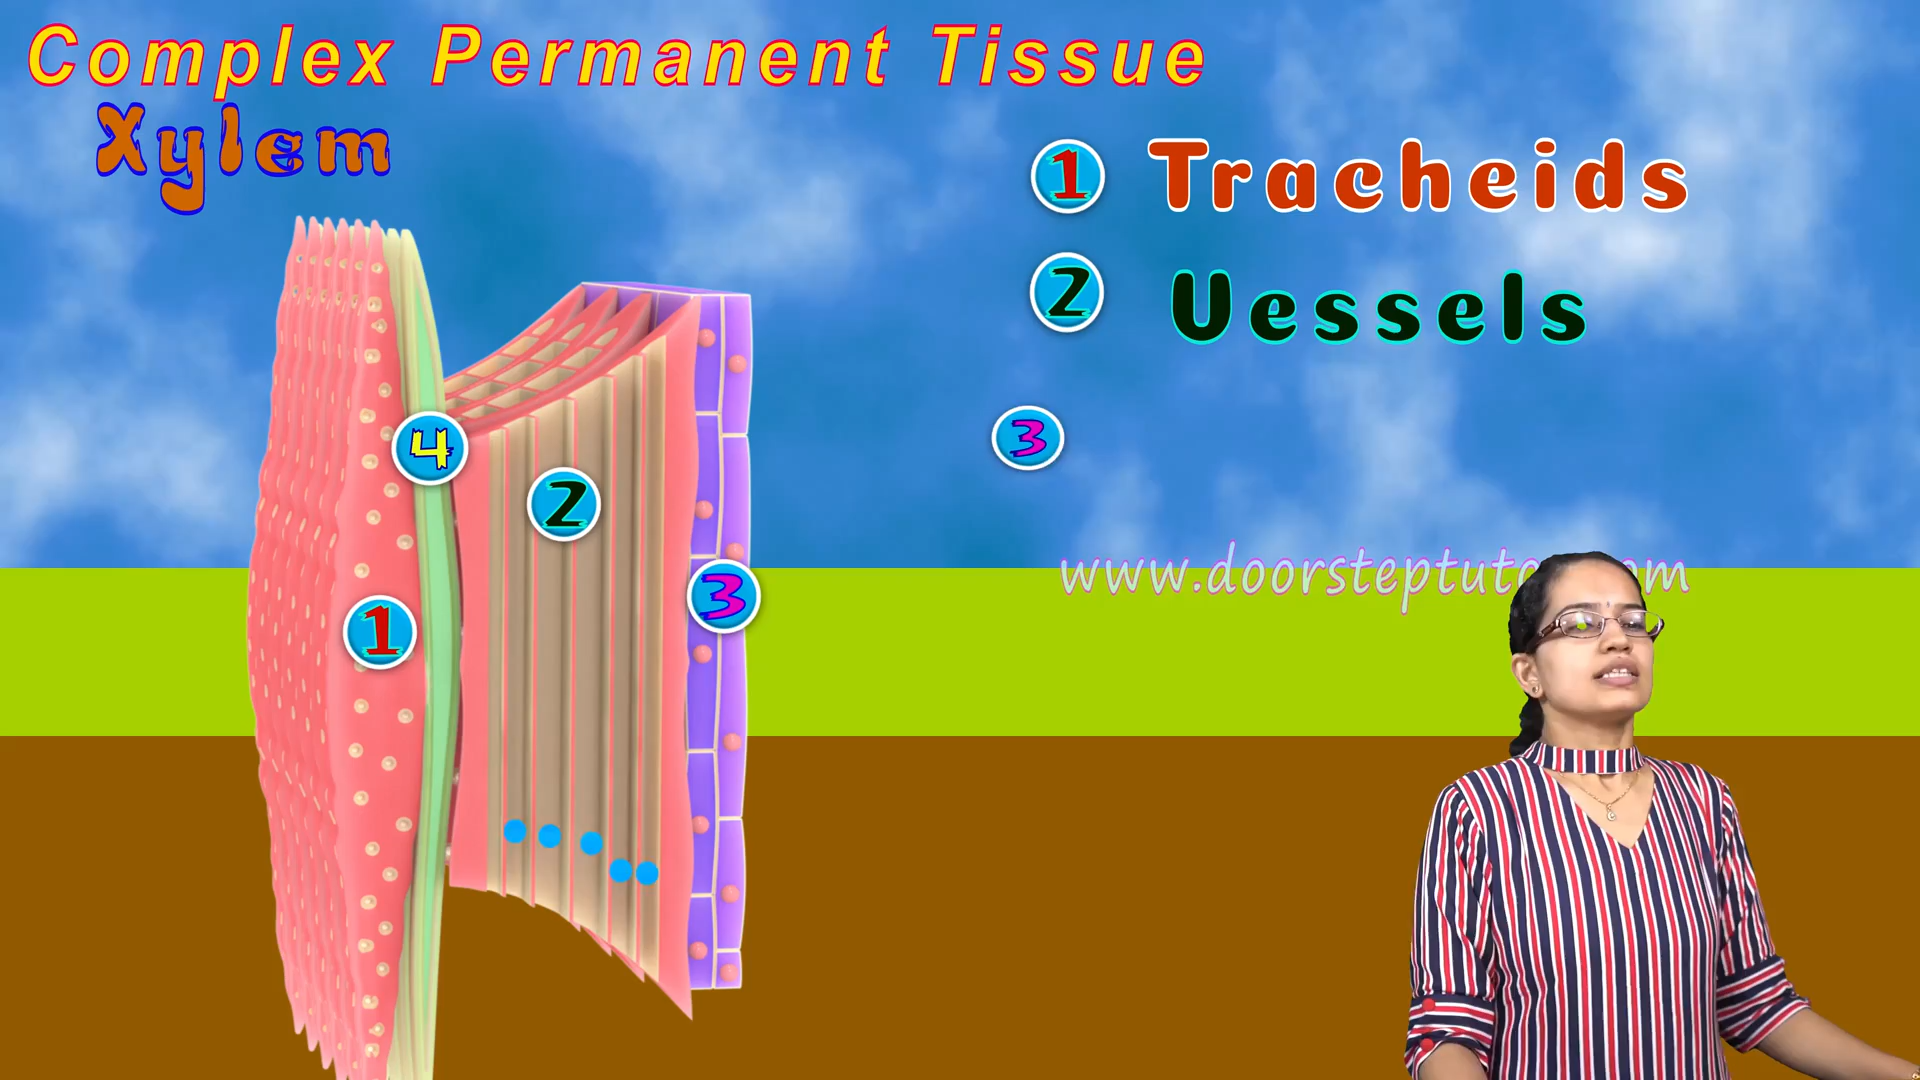 Complex Permanent Tissue
Xylem
1 Tracheids
2 Vessels
3
4
2
3
1
www.doorsteptutor.com